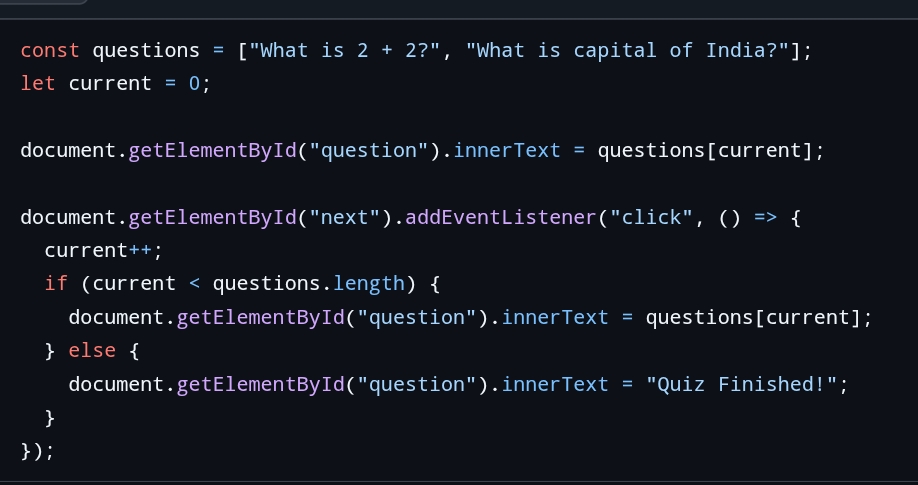 const questions = ["What is 2 + 2?", "What is capital of India?"];
let current = 0;

document.getElementById("question").innerText = questions[current];

document.getElementById("next").addEventListener("click", () => {
  current++;
  if (current < questions.length) {
    document.getElementById("question").innerText = questions[current];
  } else {
    document.getElementById("question").innerText = "Quiz Finished!";
  }
});